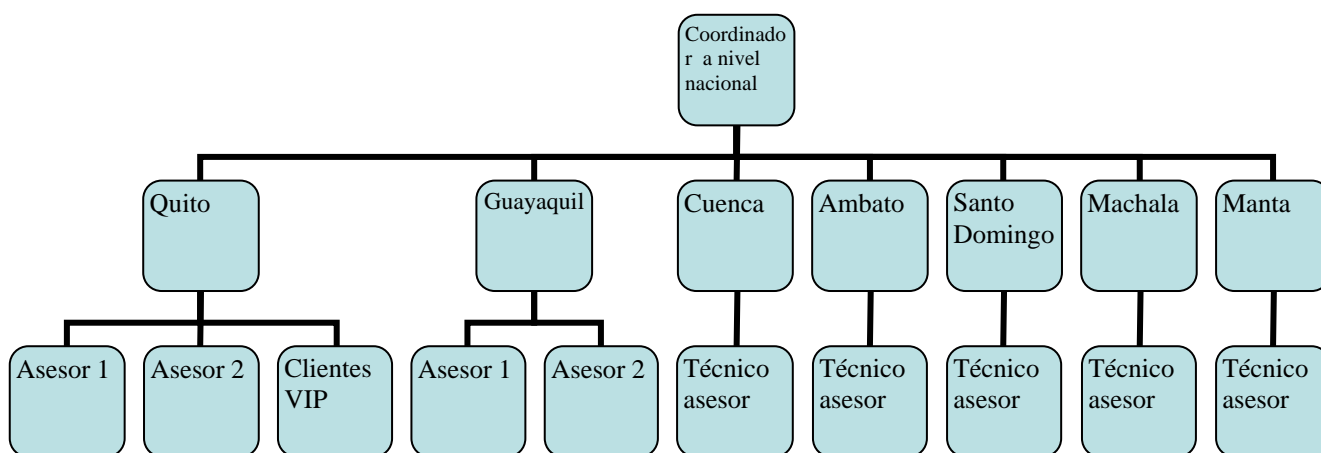 Coordinado
r a nivel
nacional
Quito
Guayaquil
Cuenca
Ambato
Santo
Domingo
Machala
Manta
Asesor 1
Asesor 2
Clientes
VIP
Asesor 1
Asesor 2
Técnico
asesor
Técnico
asesor
Técnico
asesor
Técnico
asesor
Técnico
asesor